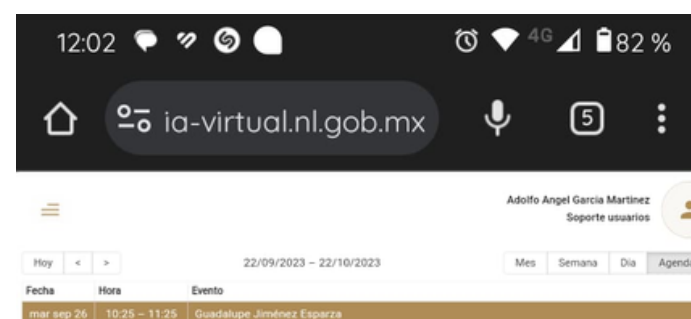 12:02 4G 82 %
ia-virtual.nl.gob.mx 5
Adolfo Angel Garcia Martinez
Soporte usuarios
Hoy < > 22/09/2023 – 22/10/2023 Mes Semana Dia Agenda
Fecha Hora Evento
mar sep 26 10:25 – 11:25 Guadalupe Jiménez Esparza